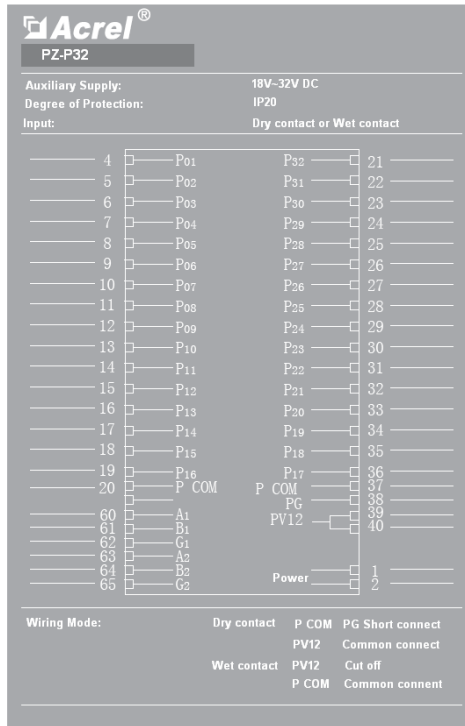 Acrel®
PZ-P32
Auxiliary Supply: 18V~32V DC
Degree of Protection: IP20
Input: Dry contact or Wet contact
4 P01 P32 21
5 P02 P31 22
6 P03 P30 23
7 P04 P29 24
8 P05 P28 25
9 P06 P27 26
10 P07 P26 27
11 P08 P25 28
12 P09 P24 29
13 P10 P23 30
14 P11 P22 31
15 P12 P21 32
16 P13 P20 33
17 P14 P19 34
18 P15 P18 35
19 P16 P17 36
20 P COM P COM 37
PG 38
60 A1 PV12 39
61 B1 40
62 G1
63 A2
64 B2 Power 1
65 G2 2
Wiring Mode: Dry contact P COM PG Short connect
PV12 Common connect
Wet contact PV12 Cut off
P COM Common connent